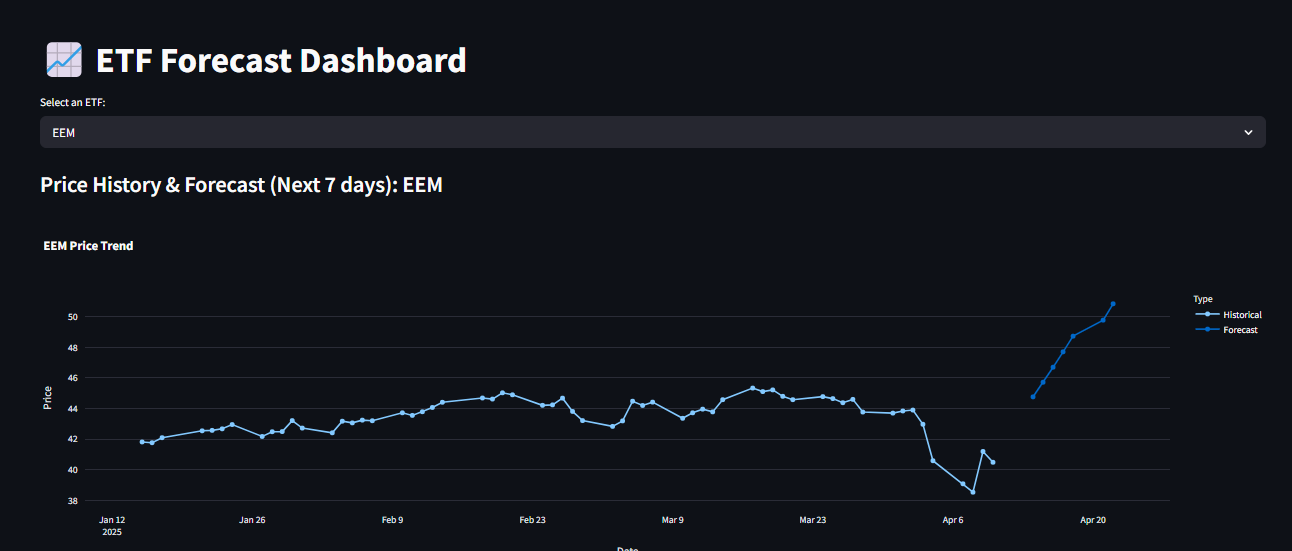 ETF Forecast Dashboard
Select an ETF:
EEM
Price History & Forecast (Next 7 days): EEM
EEM Price Trend
Type
Historical
Forecast
Price
50
48
46
44
42
40
38
Jan 12
2025
Jan 26
Feb 9
Feb 23
Mar 9
Mar 23
Apr 6
Apr 20
Date